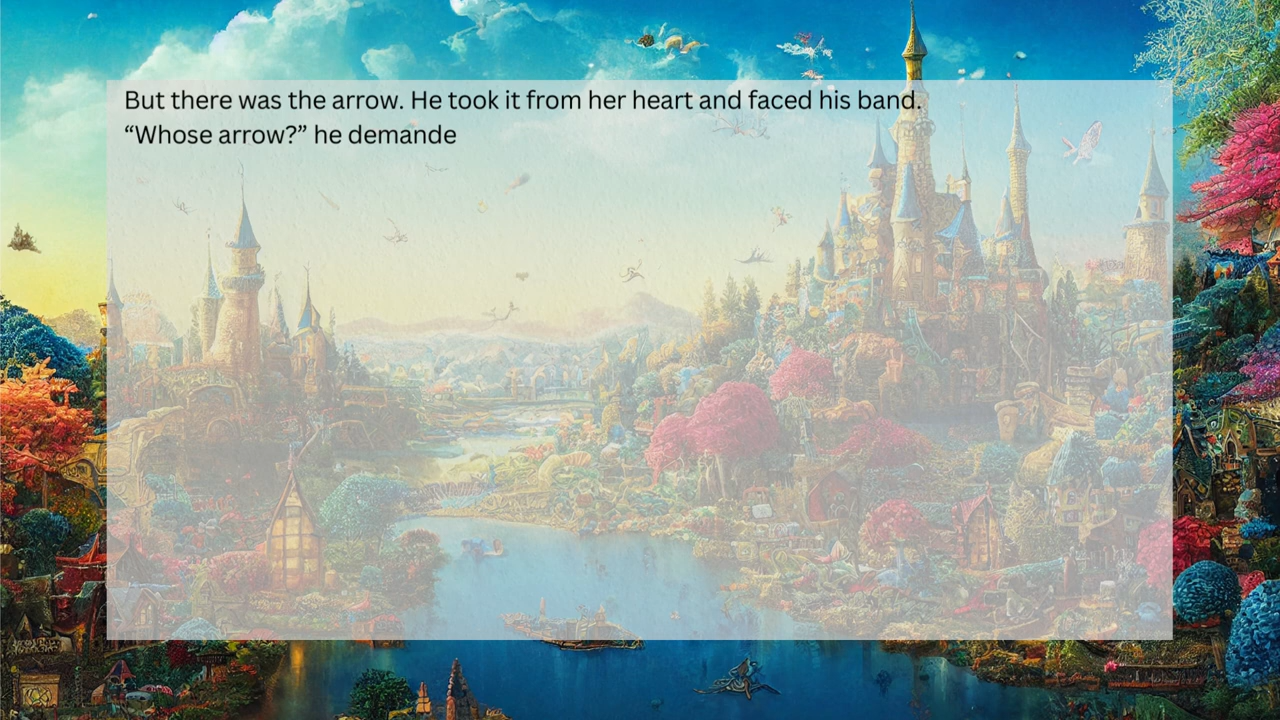 But there was the arrow. He took it from her heart and faced his band.
“Whose arrow?” he demande